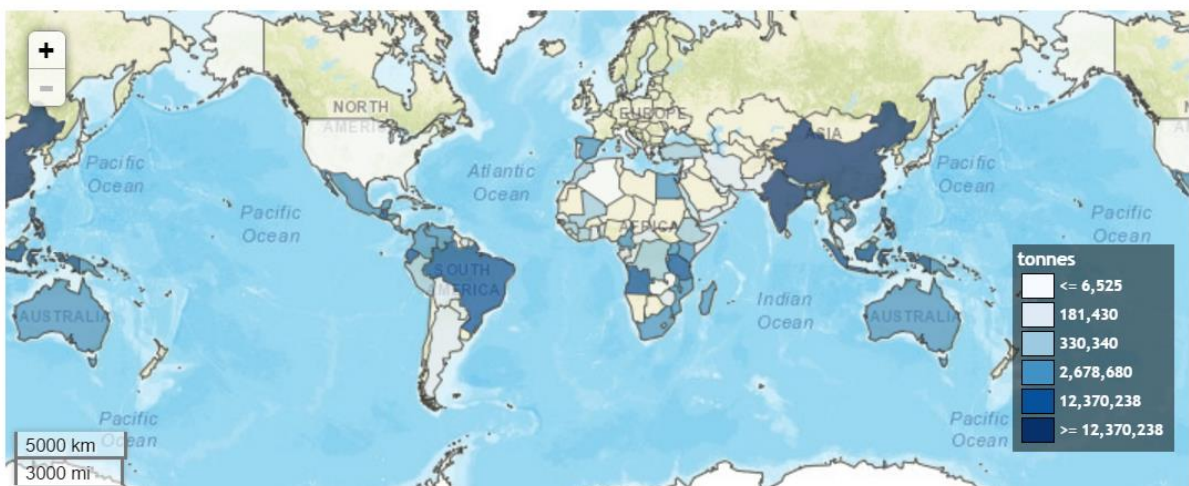 +
−
NORTH
AMERICA
EUROPE
ASIA
Pacific
Ocean
Atlantic
Ocean
Pacific
Ocean
Pacific
Ocean
Pacific
Ocean
AFRICA
SOUTH
AMERICA
Indian
Ocean
AUSTRALIA
AUSTRALIA
Pacific
Ocean
Pacific
Ocean
tonnes
<= 6,525
181,430
330,340
2,678,680
12,370,238
>= 12,370,238
5000 km
3000 mi
N
A